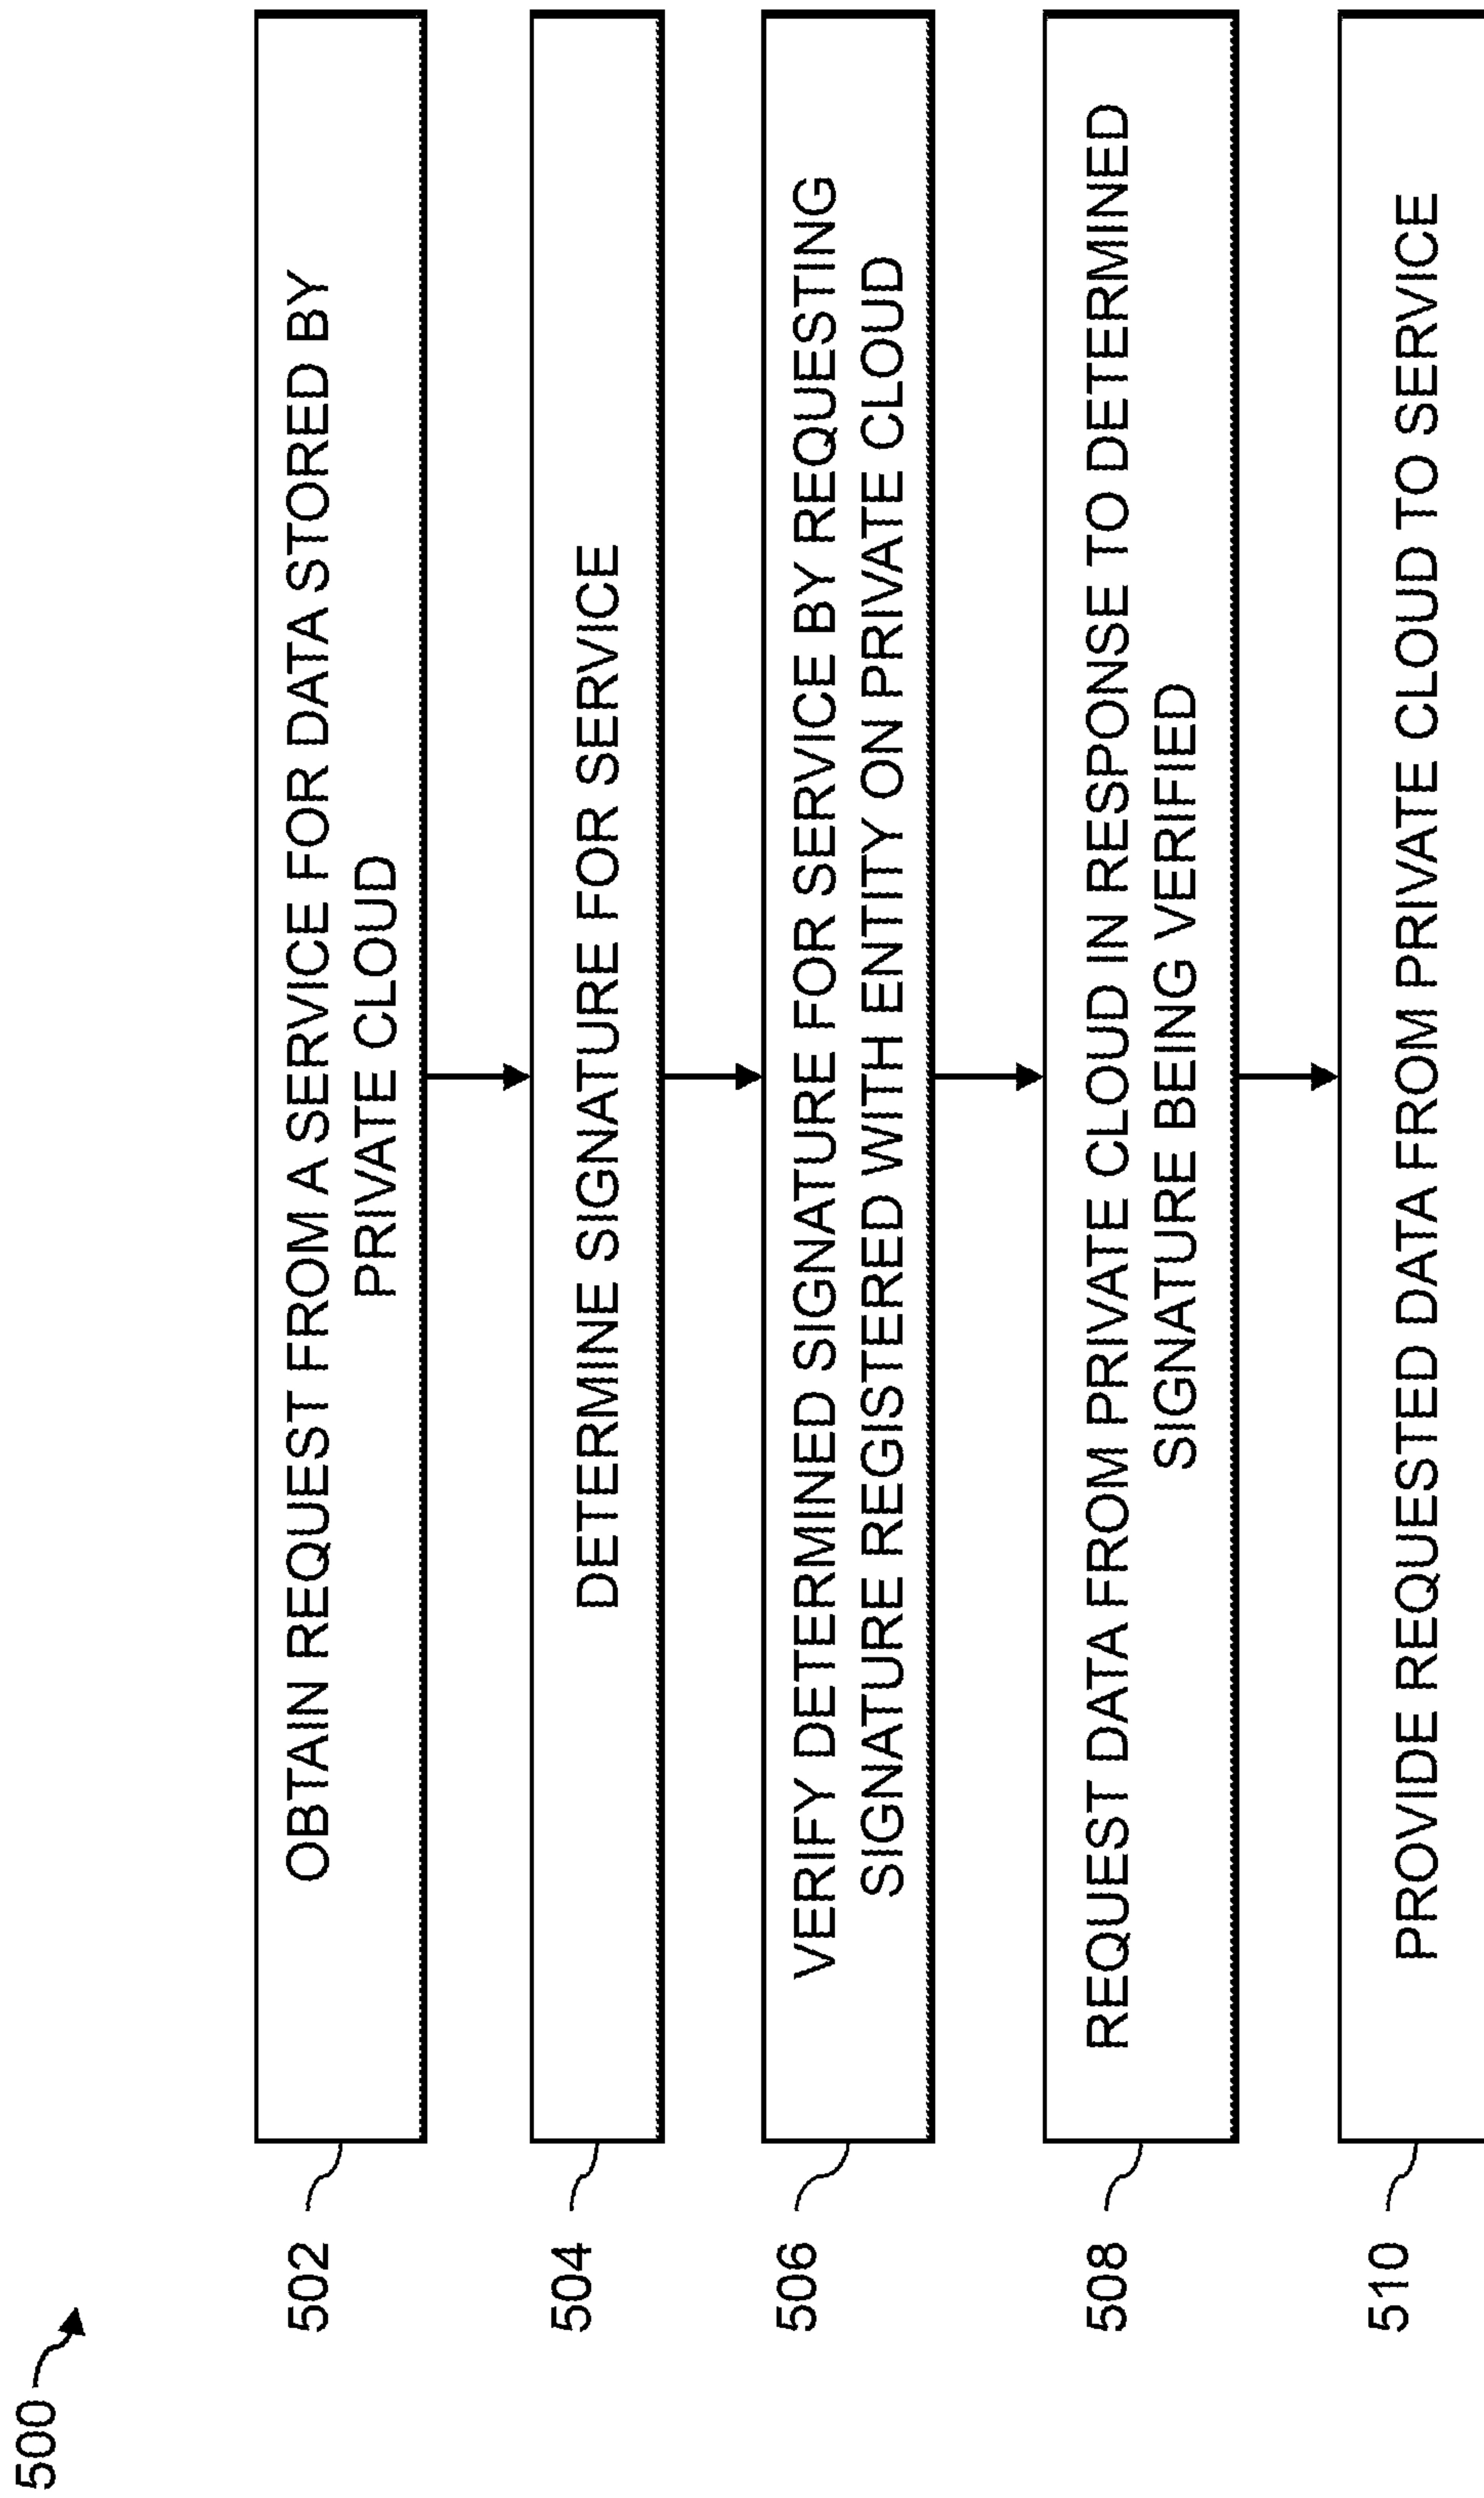 500
502
OBTAIN REQUEST FROM A SERVICE FOR DATA STORED BY
PRIVATE CLOUD
504
DETERMINE SIGNATURE FOR SERVICE
506
VERIFY DETERMINED SIGNATURE FOR SERVICE BY REQUESTING
SIGNATURE REGISTERED WITH ENTITY ON PRIVATE CLOUD
508
REQUEST DATA FROM PRIVATE CLOUD IN RESPONSE TO DETERMINED
SIGNATURE BEING VERIFIED
510
PROVIDE REQUESTED DATA FROM PRIVATE CLOUD TO SERVICE